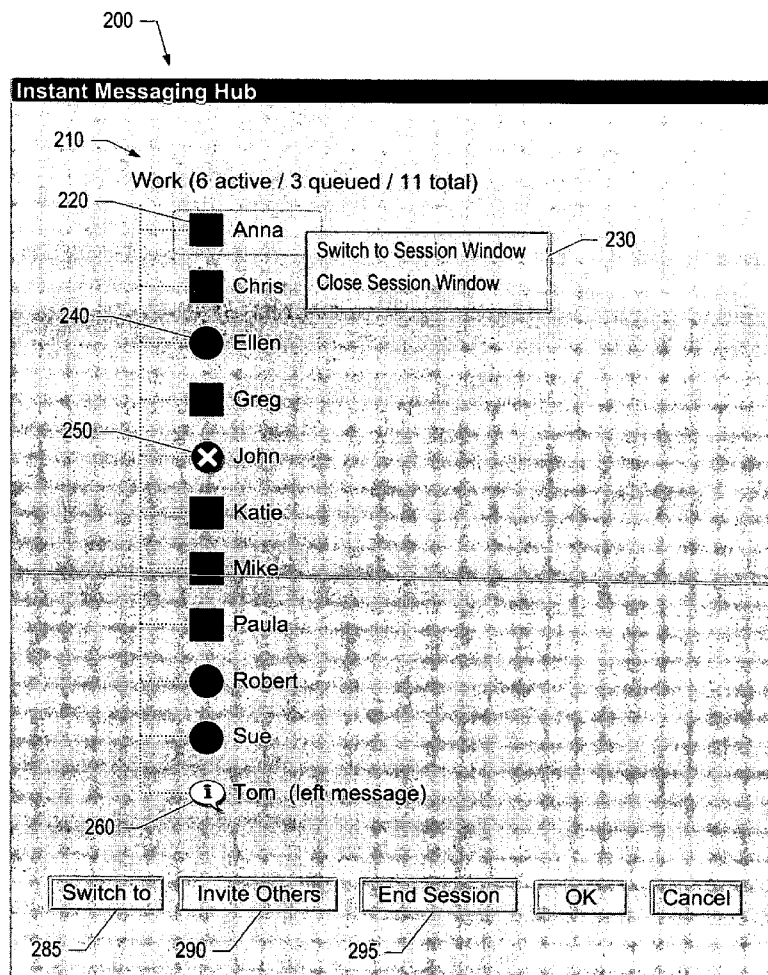 200
Instant Messaging Hub
210
Work (6 active / 3 queued / 11 total)
220
Anna
Switch to Session Window
230
Close Session Window
Chris
240
Ellen
Greg
250
John
Katie
Mike
Paula
Robert
Sue
i Tom (left message)
260
Switch to Invite Others End Session OK Cancel
285 290 295